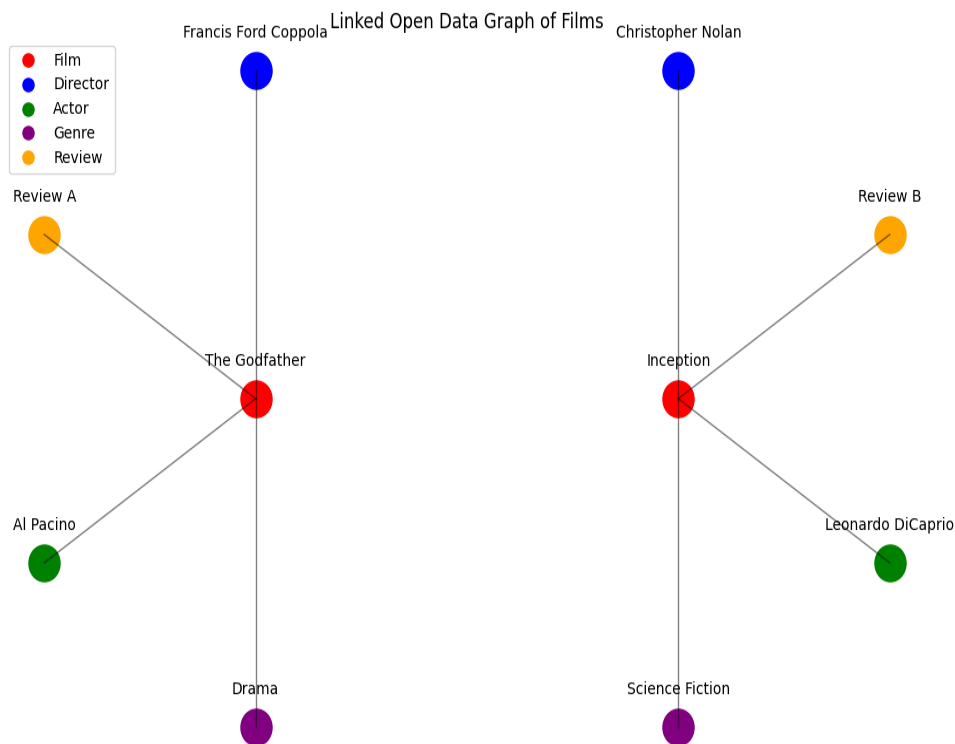 Linked Open Data Graph of Films
Francis Ford Coppola
Christopher Nolan
Film
Director
Actor
Genre
Review
Review A
Review B
The Godfather
Inception
Al Pacino
Leonardo DiCaprio
Drama
Science Fiction